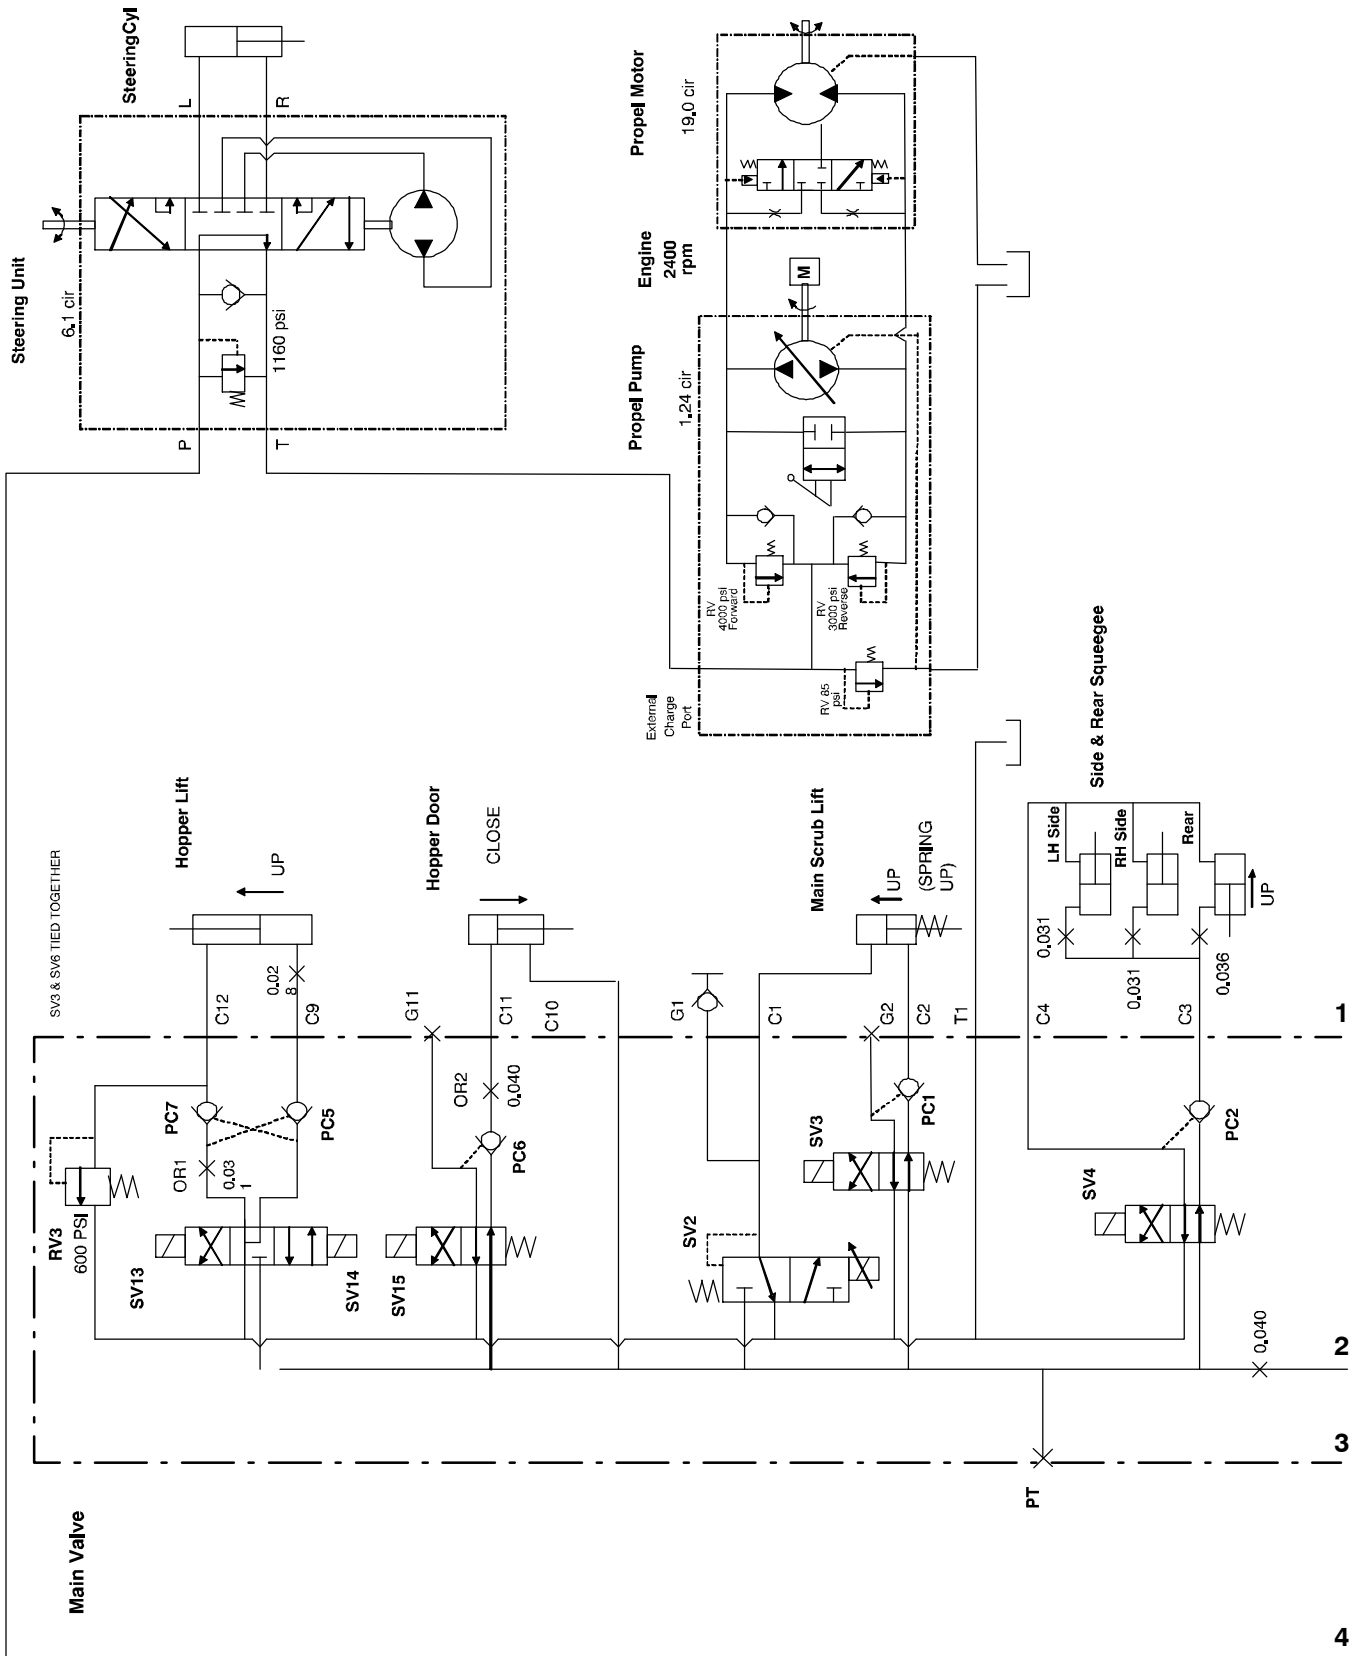 SteeringCyl
L
R
Steering Unit
6.1 cir
1160 psi
P
T
Propel Motor
19.0 cir
Engine
2400
rpm
M
Propel Pump
1.24 cir
RV
4000 psi
Forward
RV
3000 psi
Reverse
RV 85
psi
External
Charge
Port
SV3 & SV6 TIED TOGETHER
Hopper Lift
UP
C12
0.02
8
C9
Hopper Door
CLOSE
G11
C11
C10
Main Scrub Lift
UP
(SPRING
UP)
G1
C1
G2
C2
T1
Side & Rear Squeegee
LH Side
RH Side
Rear
UP
0.031
0.031
0.036
C4
C3
1
RV3
600 PSI
PC7
PC5
OR1
0.03
1
SV13
SV14
OR2
0.040
PC6
SV15
SV2
SV3
PC1
SV4
PC2
0.040
2
3
PT
Main Valve
4